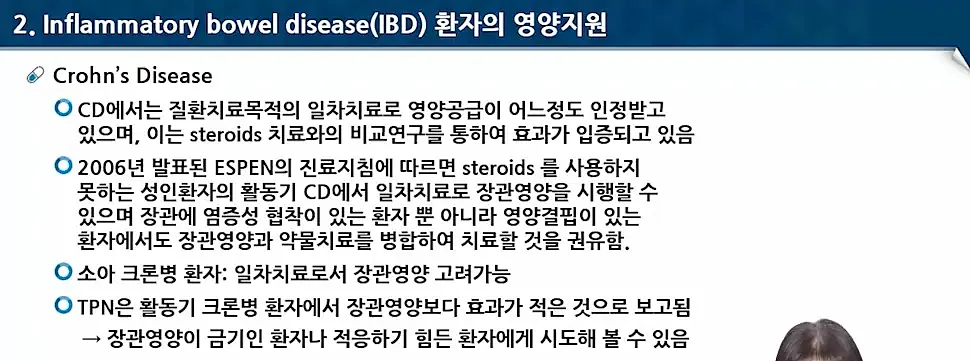 2. Inflammatory bowel disease(IBD) 환자의 영양지원
Crohn's Disease
CD에서는 질환치료목적의 일차치료로 영양공급이 어느정도 인정받고
있으며, 이는 steroids 치료와의 비교연구를 통하여 효과가 입증되고 있음
2006년 발표된 ESPEN의 진료지침에 따르면 steroids 를 사용하지
못하는 성인환자의 활동기 CD에서 일차치료로 장관영양을 시행할 수
있으며 장관에 염증성 협착이 있는 환자 뿐 아니라 영양결핍이 있는
환자에서도 장관영양과 약물치료를 병합하여 치료할 것을 권유함.
소아 크론병 환자: 일차치료로서 장관영양 고려가능
TPN은 활동기 크론병 환자에서 장관영양보다 효과가 적은 것으로 보고됨
→ 장관영양이 금기인 환자나 적응하기 힘든 환자에게 시도해 볼 수 있음